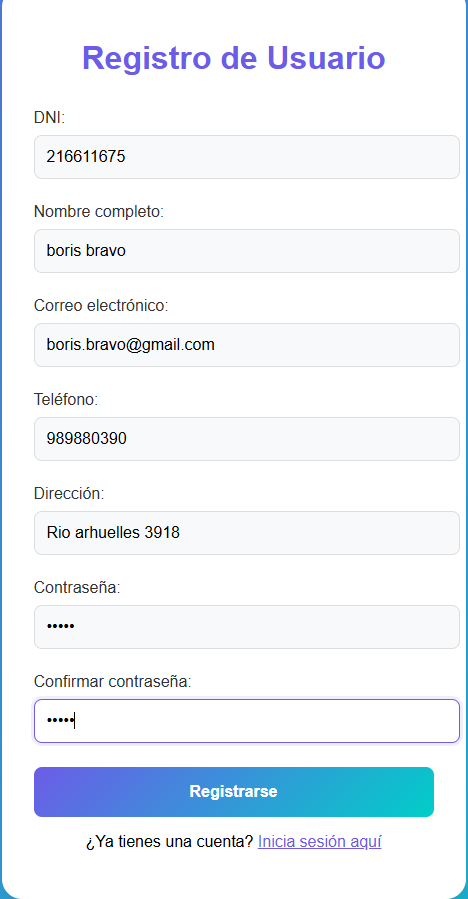 Registro de Usuario
DNI:
216611675
Nombre completo:
boris bravo
Correo electrónico:
boris.bravo@gmail.com
Teléfono:
989880390
Dirección:
Rio arhuelles 3918
Contraseña:
•••••
Confirmar contraseña:
•••••
Registrarse
¿Ya tienes una cuenta? Inicia sesión aquí